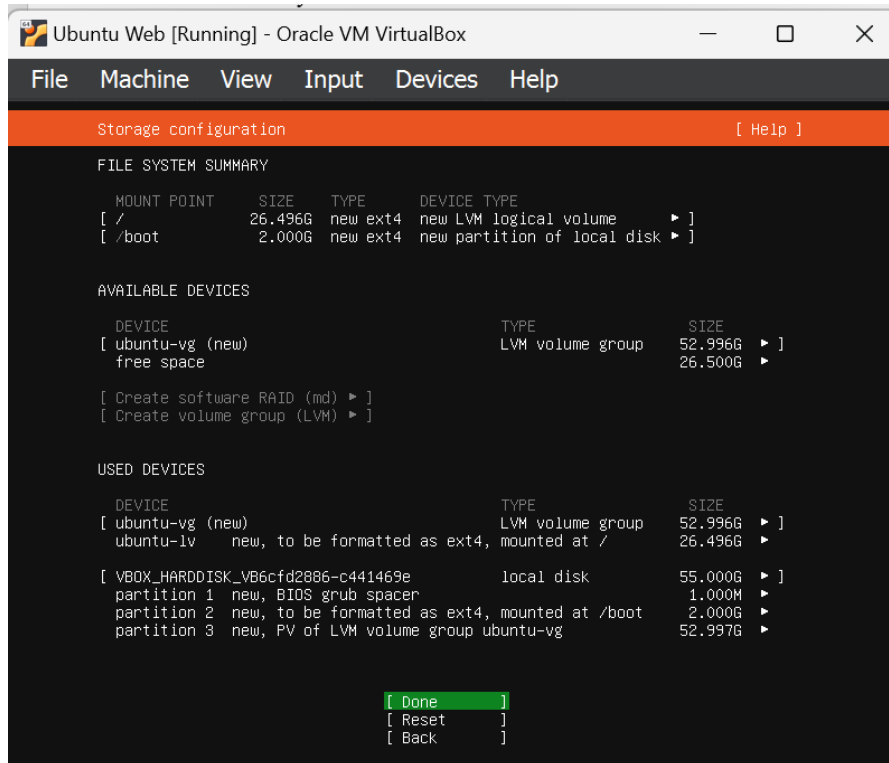 Ubuntu Web [Running] - Oracle VM VirtualBox
File Machine View Input Devices Help
Storage configuration [ Help ]
FILE SYSTEM SUMMARY
MOUNT POINT SIZE TYPE DEVICE TYPE
[ / 26.496G new ext4 new LVM logical volume ▸ ]
[ /boot 2.000G new ext4 new partition of local disk ▸ ]
AVAILABLE DEVICES
DEVICE TYPE SIZE
[ ubuntu-vg (new) LVM volume group 52.996G ▸ ]
free space 26.500G ▸
[ Create software RAID (md) ▸ ]
[ Create volume group (LVM) ▸ ]
USED DEVICES
DEVICE TYPE SIZE
[ ubuntu-vg (new) LVM volume group 52.996G ▸ ]
ubuntu-lv new, to be formatted as ext4, mounted at / 26.496G ▸
[ VBOX_HARDDISK_VB6cfd2886-c441469e local disk 55.000G ▸ ]
partition 1 new, BIOS grub spacer 1.000M ▸
partition 2 new, to be formatted as ext4, mounted at /boot 2.000G ▸
partition 3 new, PV of LVM volume group ubuntu-vg 52.997G ▸
[ Done ]
[ Reset ]
[ Back ]